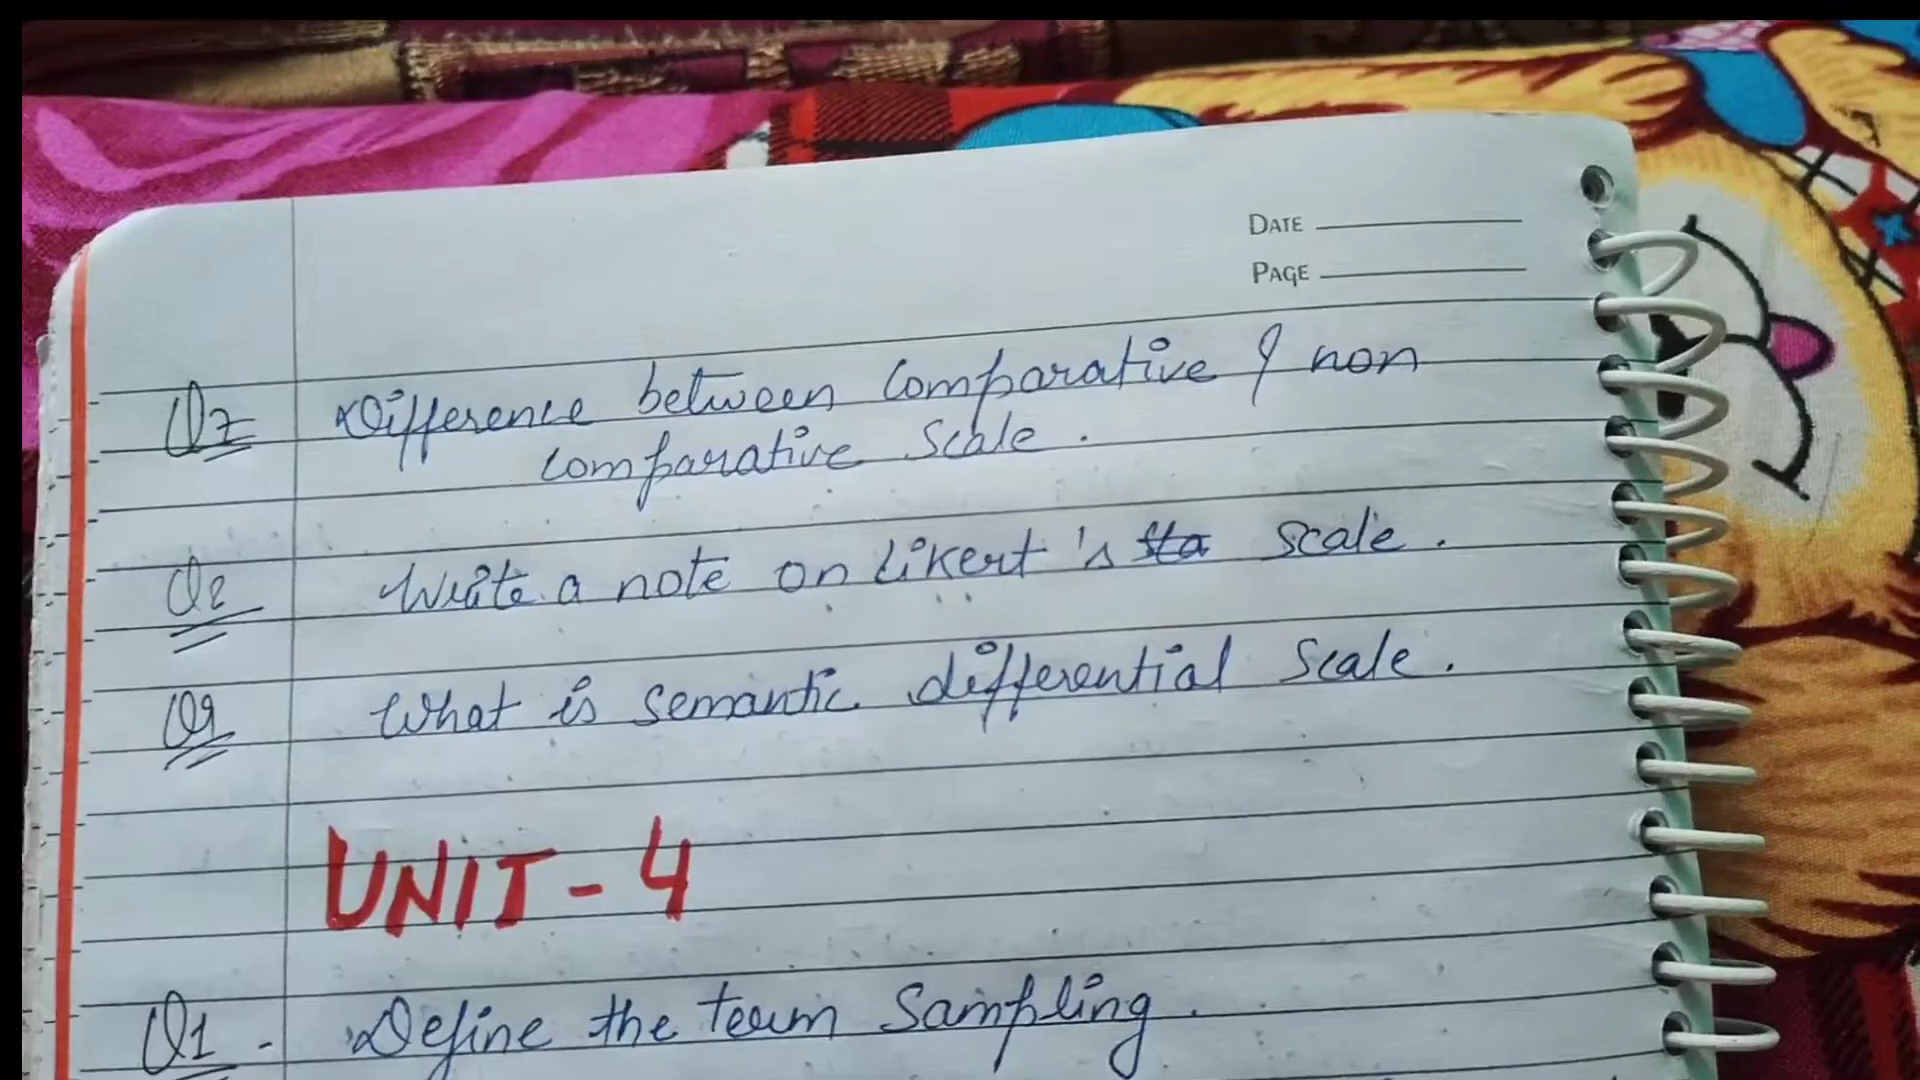 DATE
PAGE
Q7 Difference between Comparative & non
comparative Scale.
Q8 Write a note on Likert's sta scale.
Q9 What is semantic differential Scale.
UNIT-4
Q1. Define the term Sampling.